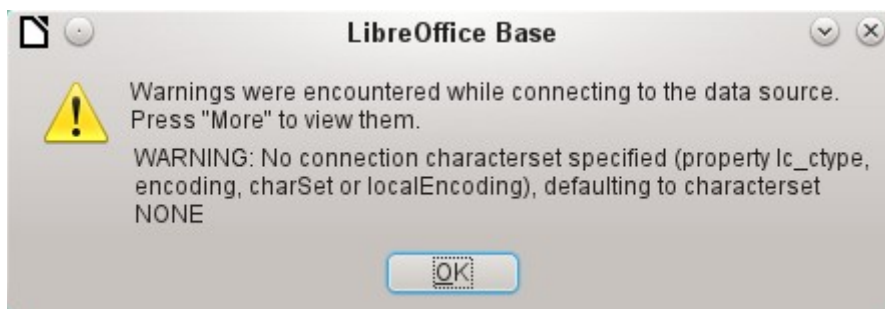 LibreOffice Base
Warnings were encountered while connecting to the data source.
Press "More" to view them.
WARNING: No connection characterset specified (property lc_ctype,
encoding, charSet or localEncoding), defaulting to characterset
NONE
OK